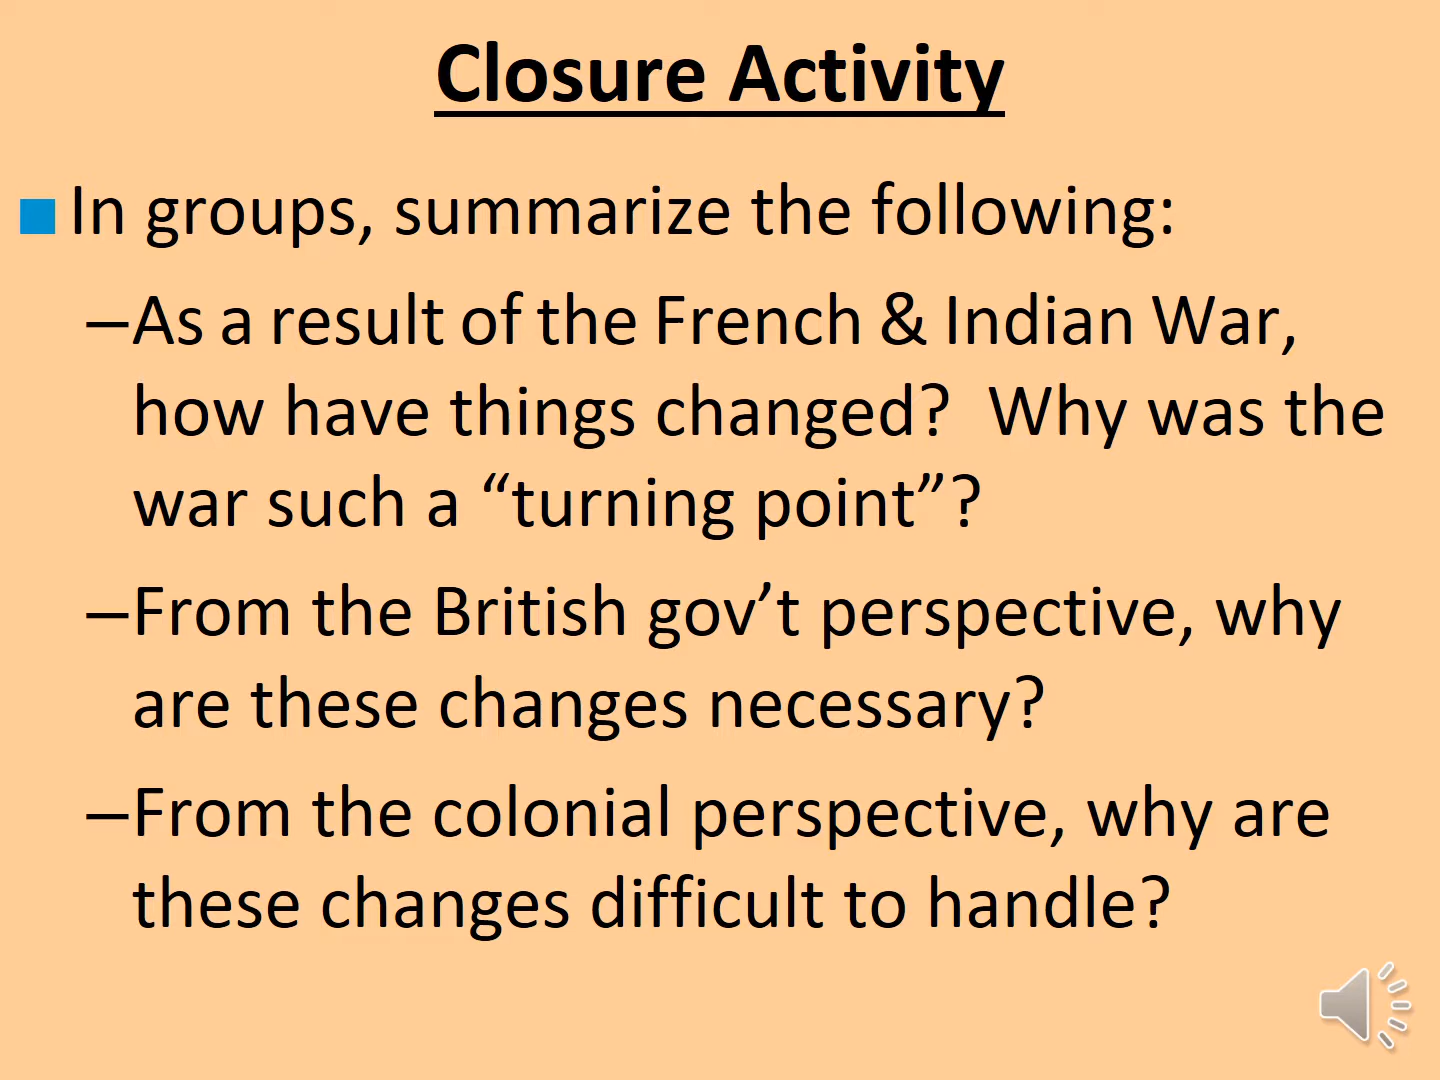 Closure Activity
In groups, summarize the following:
–As a result of the French & Indian War,
how have things changed?  Why was the
war such a “turning point”?
–From the British gov’t perspective, why
are these changes necessary?
–From the colonial perspective, why are
these changes difficult to handle?